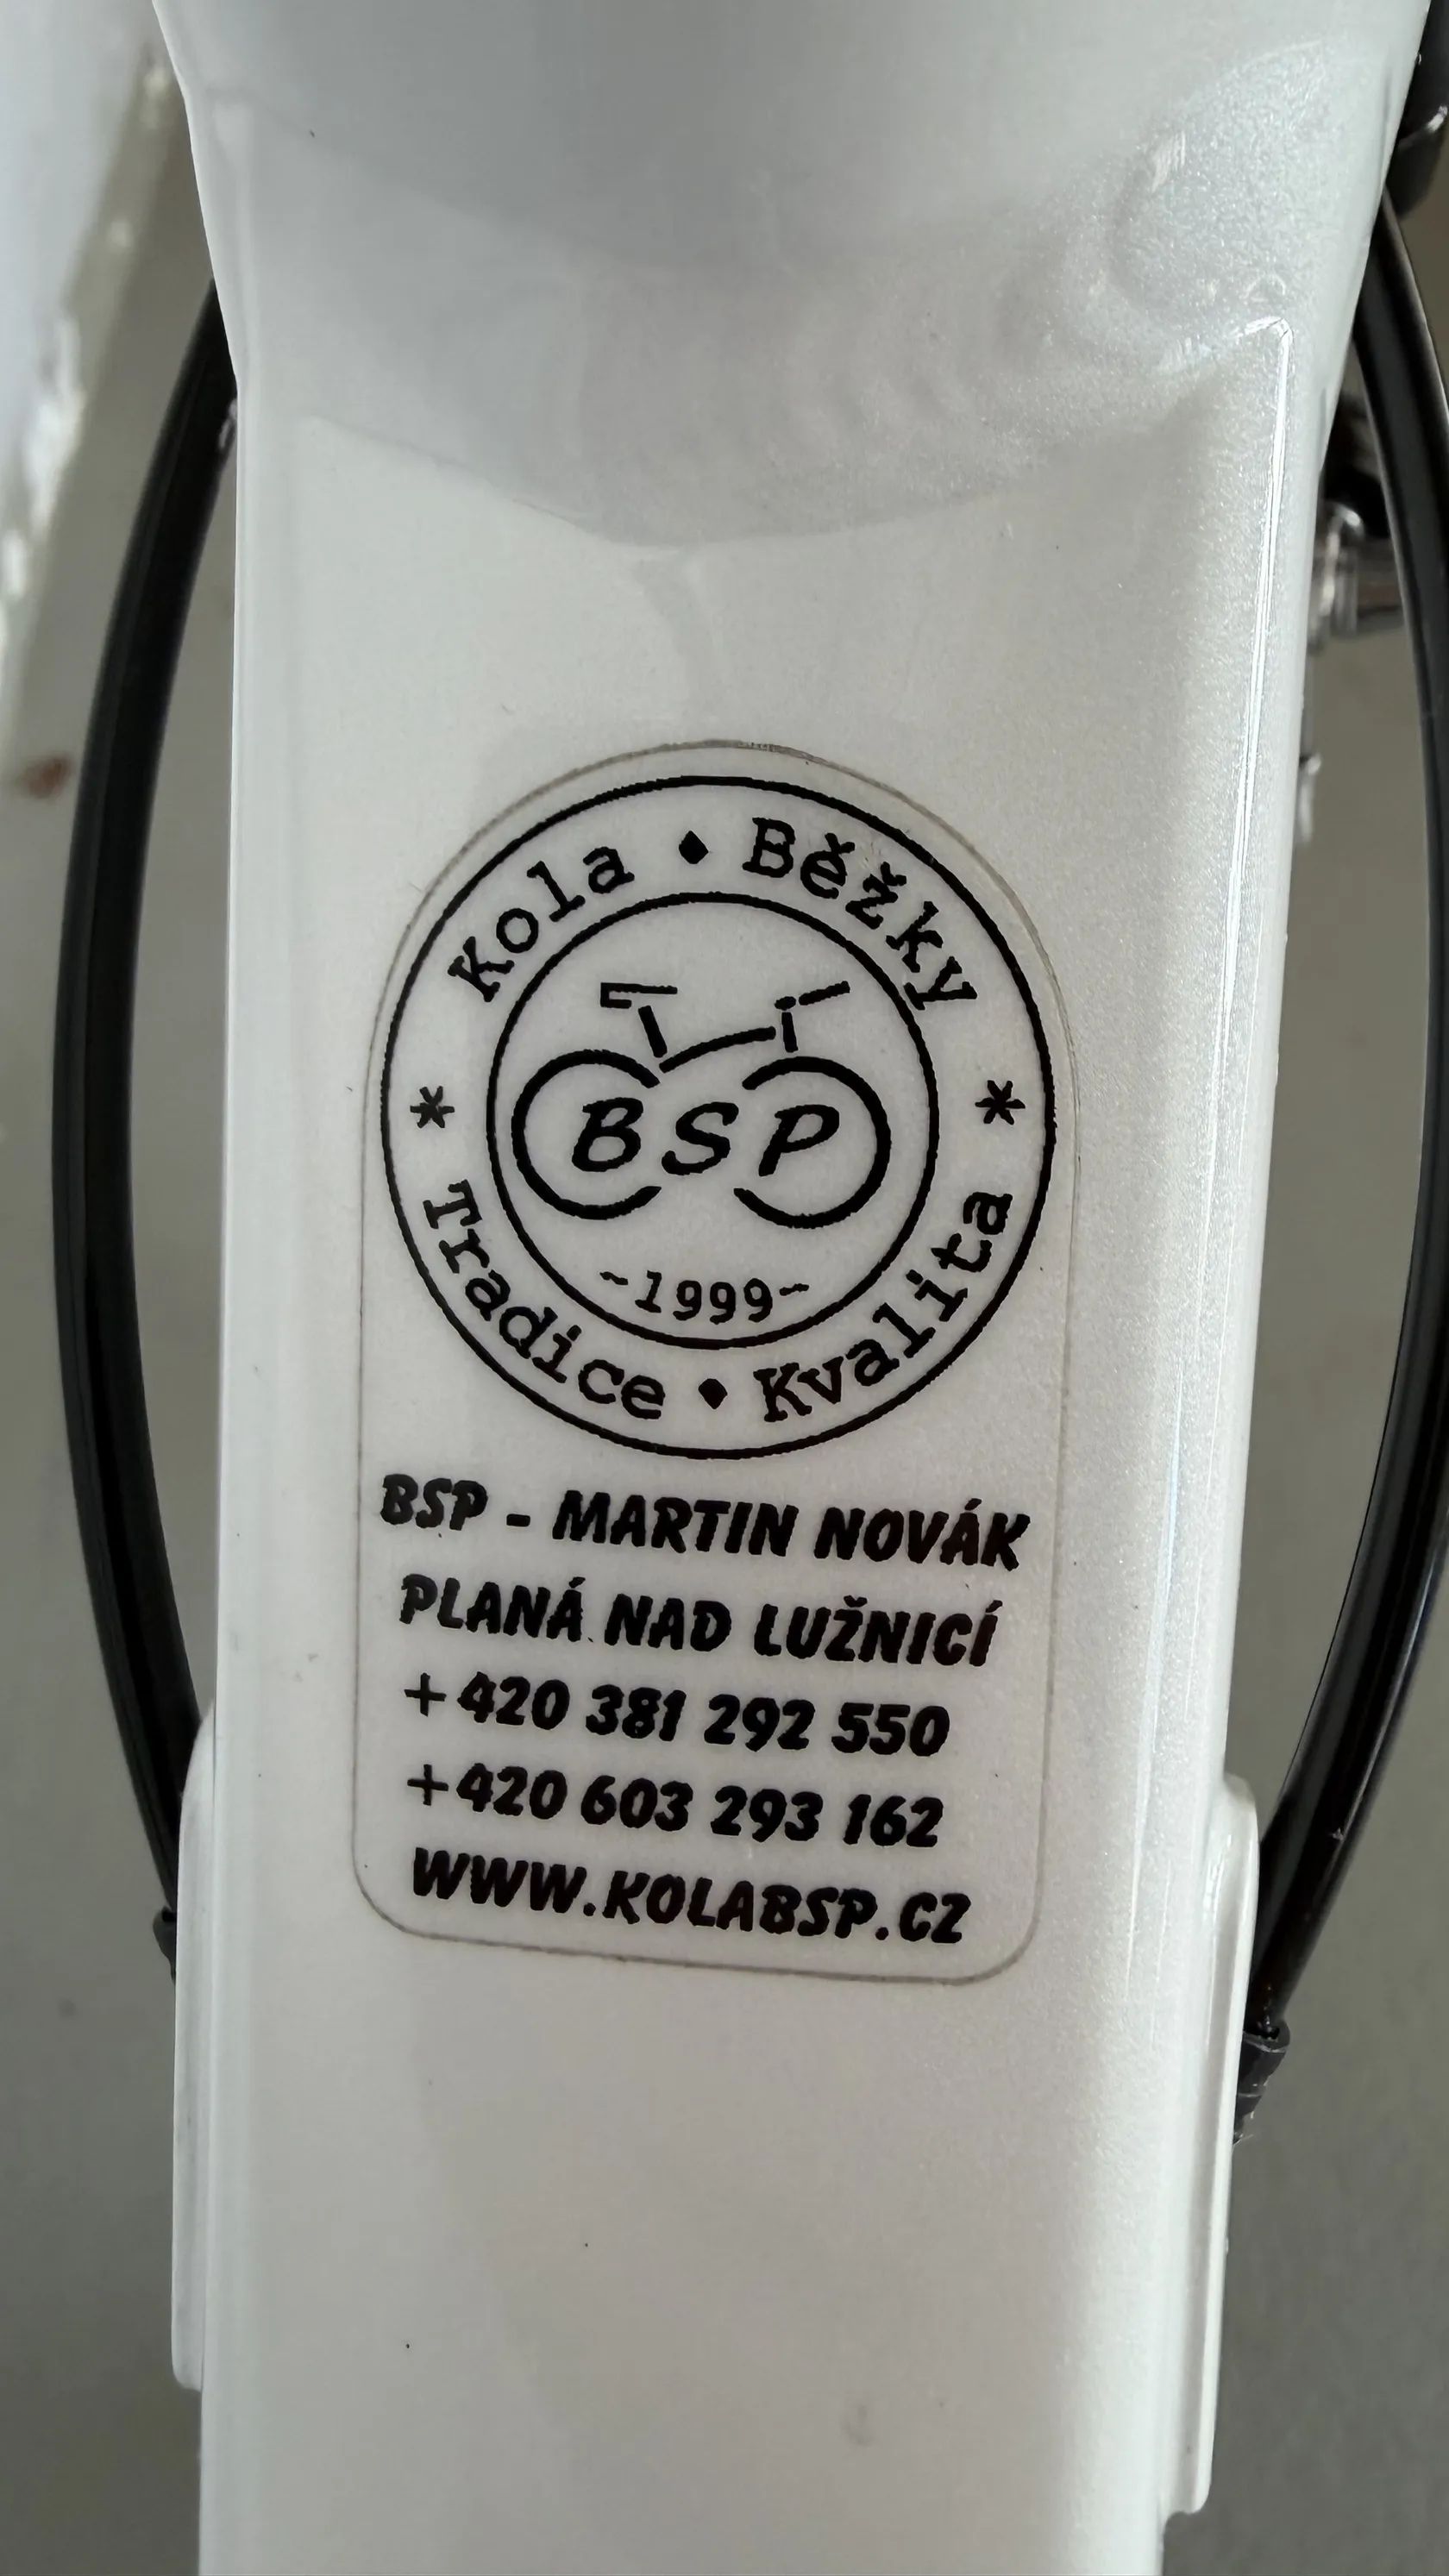 Kola ♦ Běžky
* *
BSP
~1999~
Tradice ♦ Kvalita
BSP - MARTIN NOVÁK
PLANÁ NAD LUŽNICÍ
+420 381 292 550
+420 603 293 162
WWW.KOLABSP.CZ